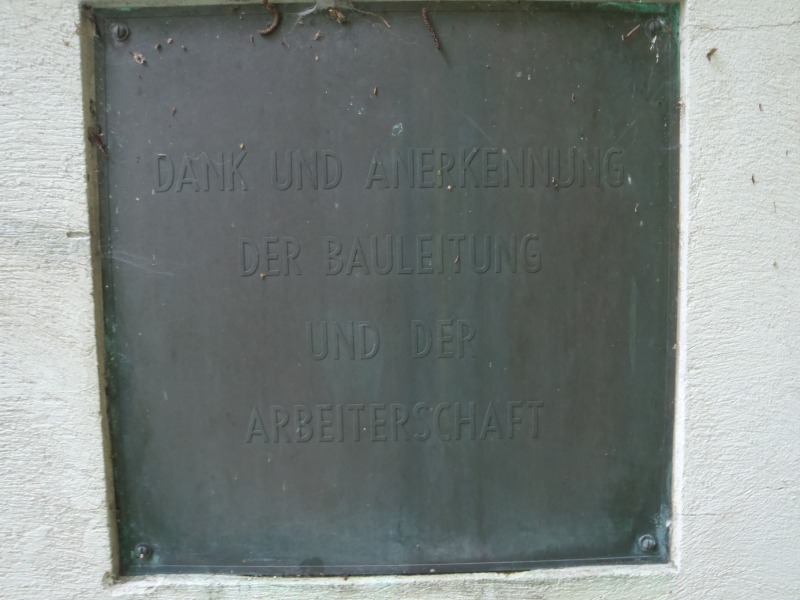 DANK UND ANERKENNUNG
DER BAULEITUNG
UND DER
ARBEITERSCHAFT